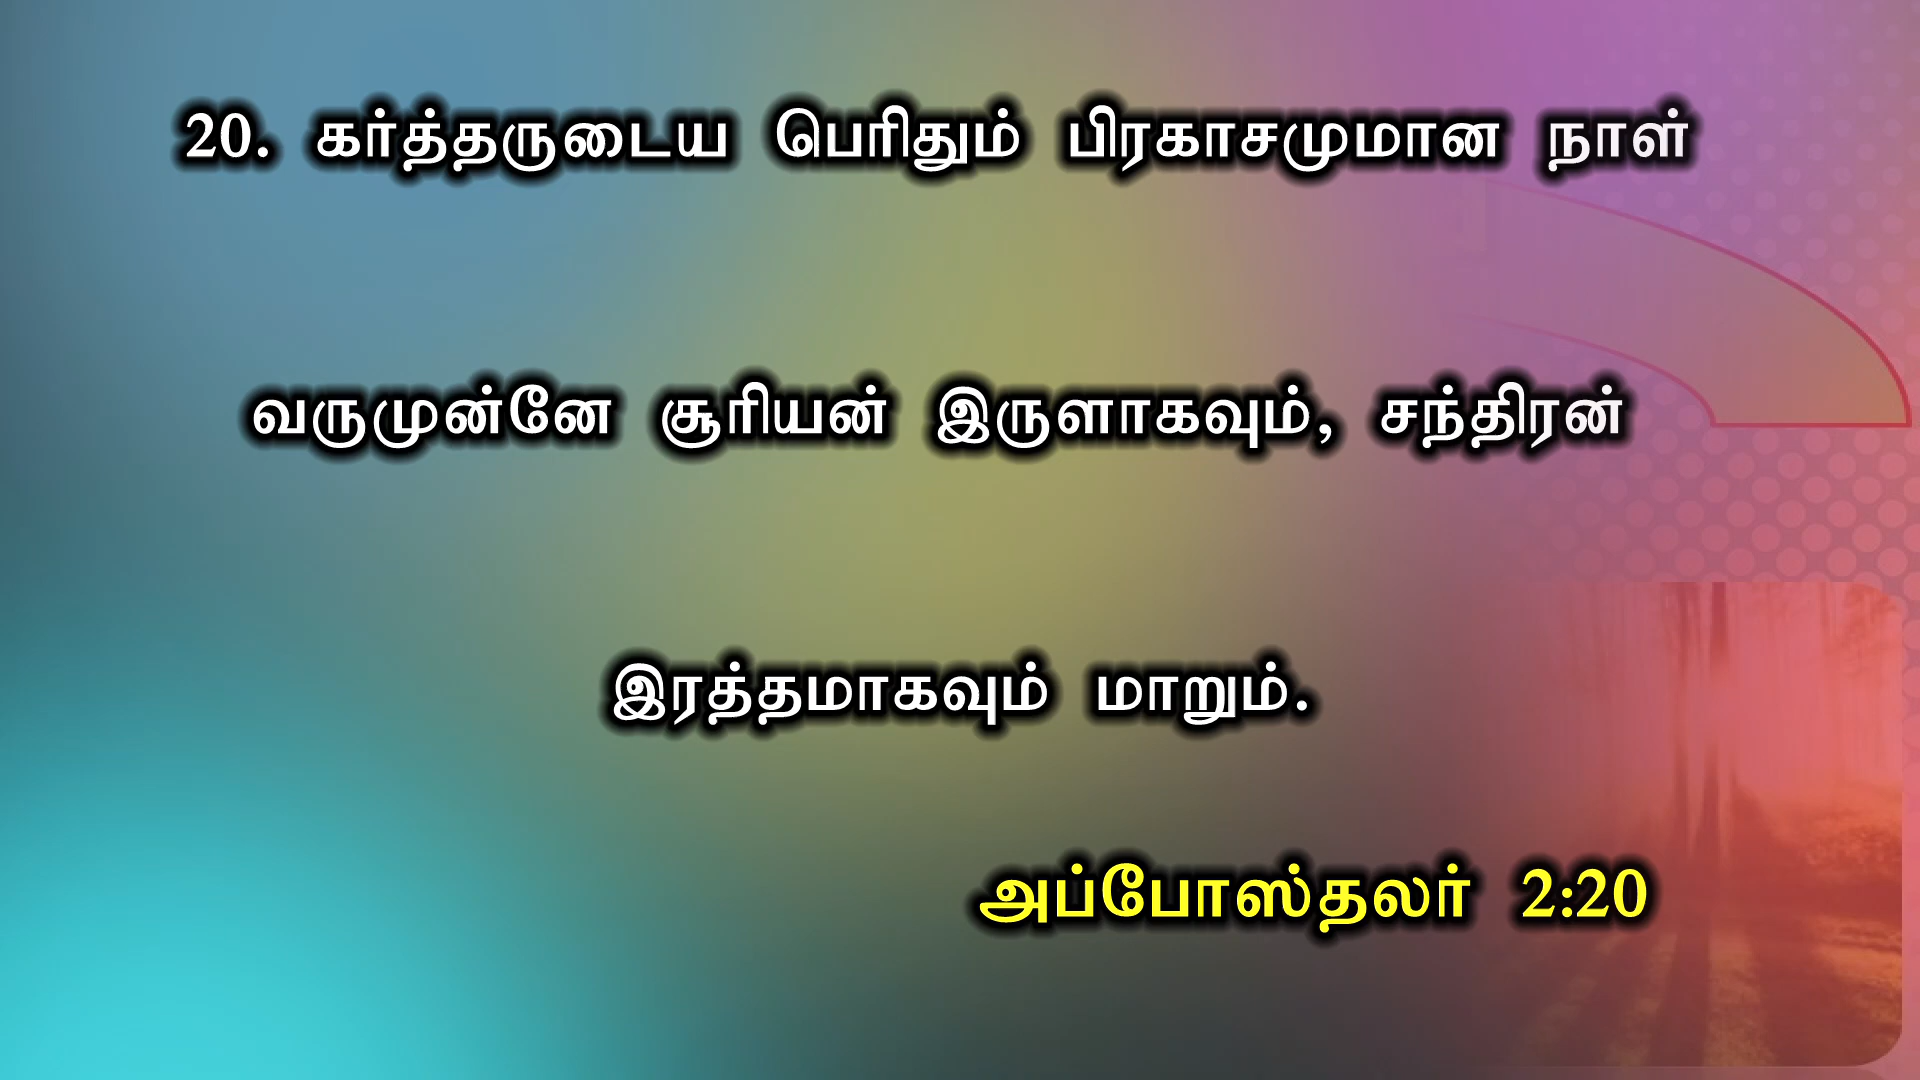 20. கர்த்தருடைய பெரிதும் பிரகாசமுமான நாள்
வருமுன்னே சூரியன் இருளாகவும், சந்திரன்
இரத்தமாகவும் மாறும்.
அப்போஸ்தலர் 2:20